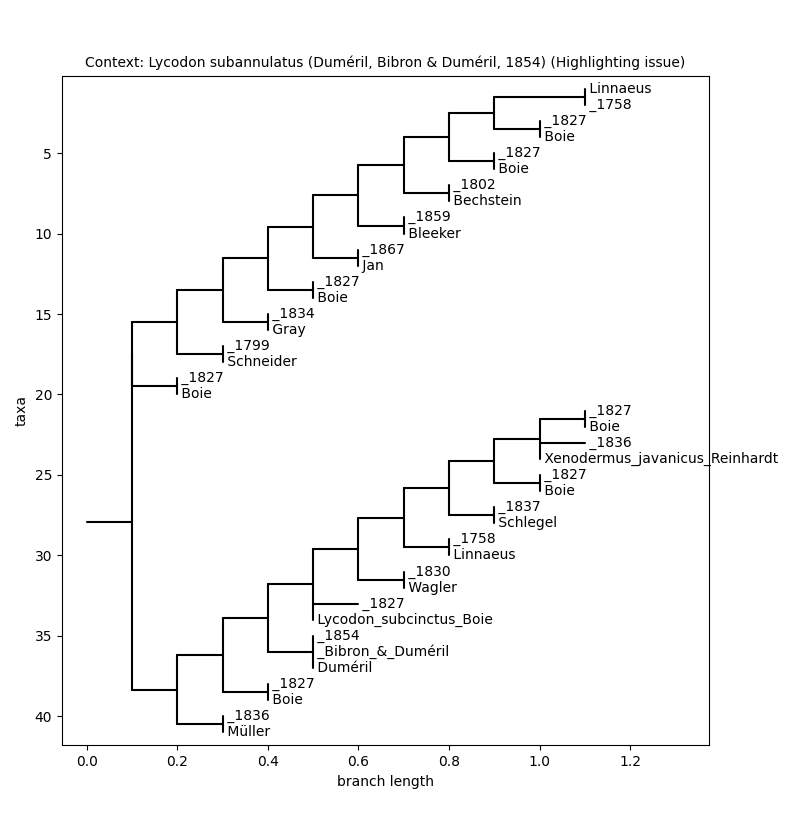 Context: Lycodon subannulatus (Duméril, Bibron & Duméril, 1854) (Highlighting issue)
Linnaeus
_1758
_1827
Boie
5
_1827
Boie
_1802
Bechstein
_1859
Bleeker
10
_1867
Jan
_1827
Boie
15
_1834
Gray
_1799
Schneider
_1827
Boie
20
taxa
_1827
Boie
_1836
Xenodermus_javanicus_Reinhardt
25
_1827
Boie
_1837
Schlegel
_1758
Linnaeus
30
_1830
Wagler
_1827
Lycodon_subcinctus_Boie
35
_1854
_Bibron_&_Duméril
Duméril
_1827
Boie
40
_1836
Müller
0.0 0.2 0.4 0.6 0.8 1.0 1.2
branch length